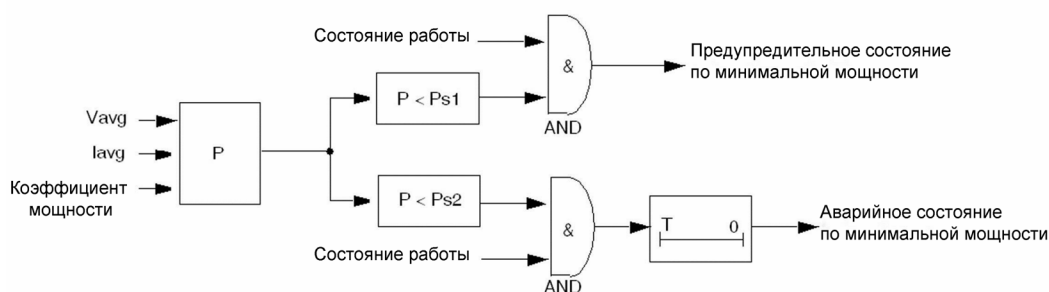 Состояние работы
Предупредительное состояние
по минимальной мощности
&
P < Ps1
AND
Vavg
Iavg
Коэффициент
мощности
P
P < Ps2
&
T 0
Аварийное состояние
по минимальной мощности
Состояние работы
AND